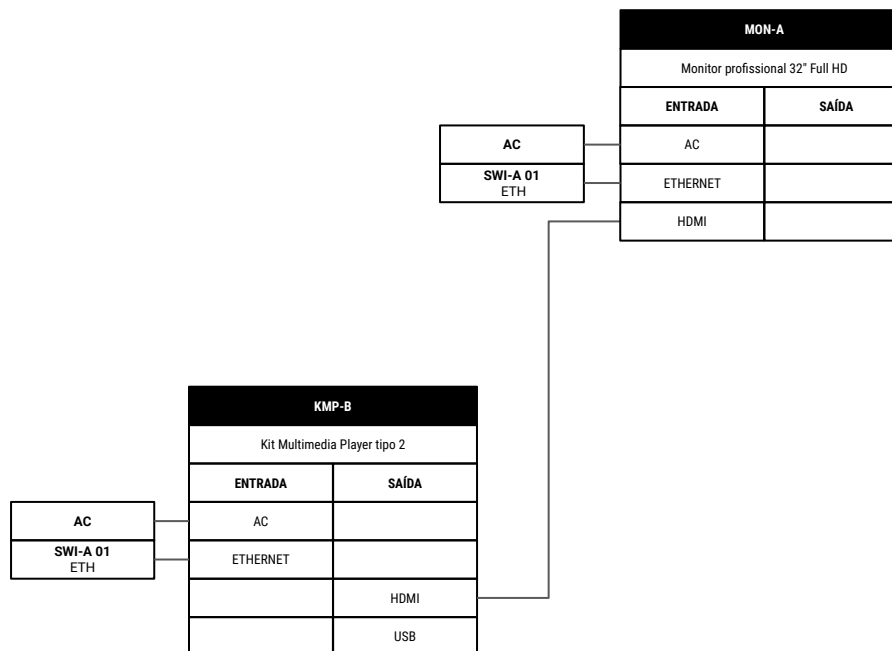 MON-A
Monitor profissional 32" Full HD
ENTRADA SAÍDA
AC AC
SWI-A 01
ETH
ETHERNET
HDMI
KMP-B
Kit Multimedia Player tipo 2
ENTRADA SAÍDA
AC AC
SWI-A 01
ETH
ETHERNET
HDMI
USB